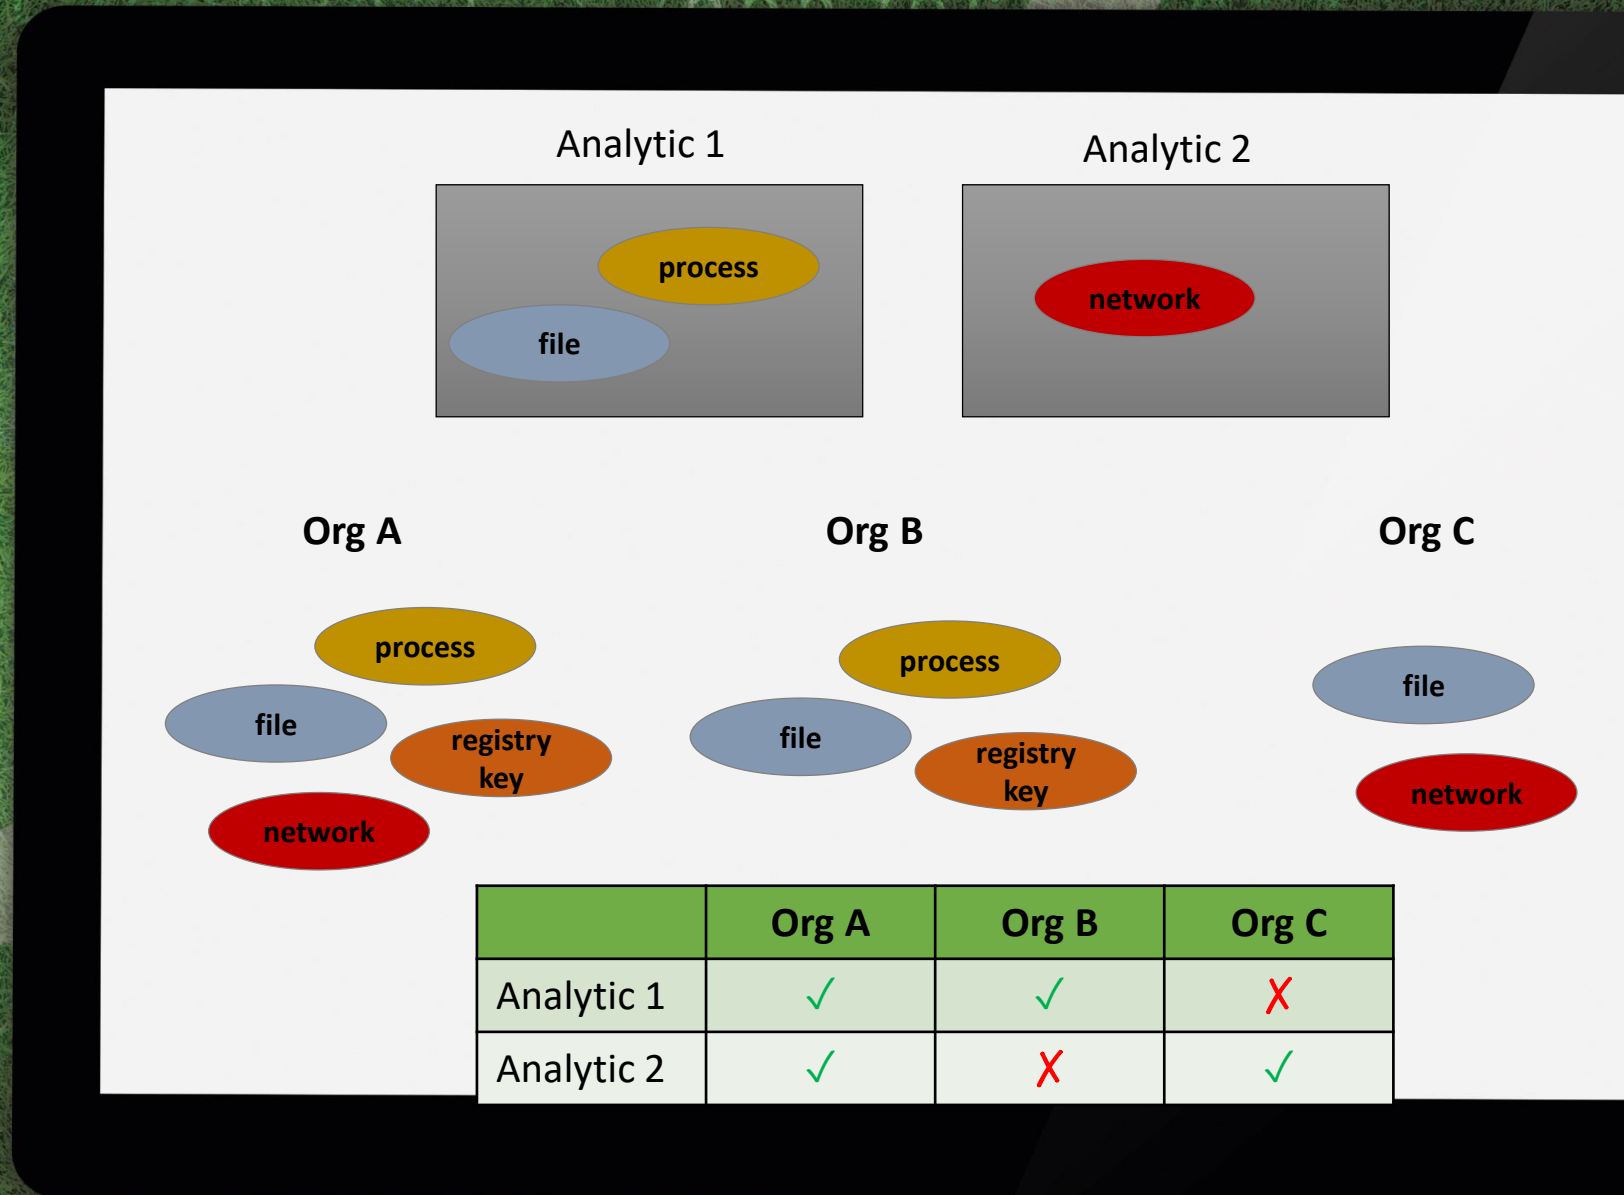 Analytic 1
Analytic 2
process
file
network
Org A
Org B
Org C
process
file
registry
key
network
process
file
registry
key
file
network
Org A Org B Org C
Analytic 1 ✓ ✓ ✗
Analytic 2 ✓ ✗ ✓